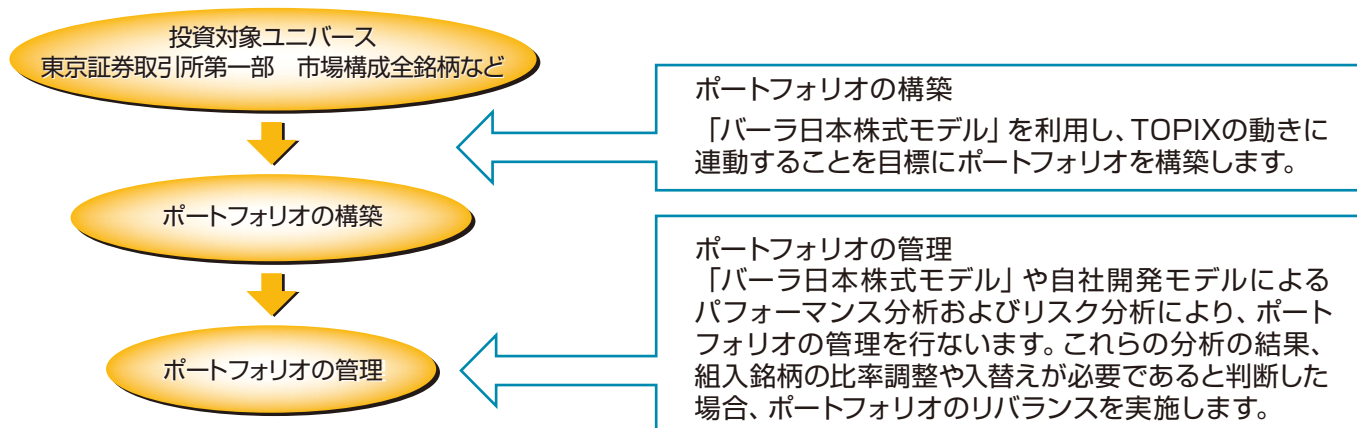 投資対象ユニバース
東京証券取引所第一部　市場構成全銘柄など
ポートフォリオの構築
「バーラ日本株式モデル」を利用し、TOPIXの動きに
連動することを目標にポートフォリオを構築します。
ポートフォリオの構築
ポートフォリオの管理
「バーラ日本株式モデル」や自社開発モデルによる
パフォーマンス分析およびリスク分析により、ポート
フォリオの管理を行ないます。これらの分析の結果、
組入銘柄の比率調整や入替えが必要であると判断した
場合、ポートフォリオのリバランスを実施します。
ポートフォリオの管理